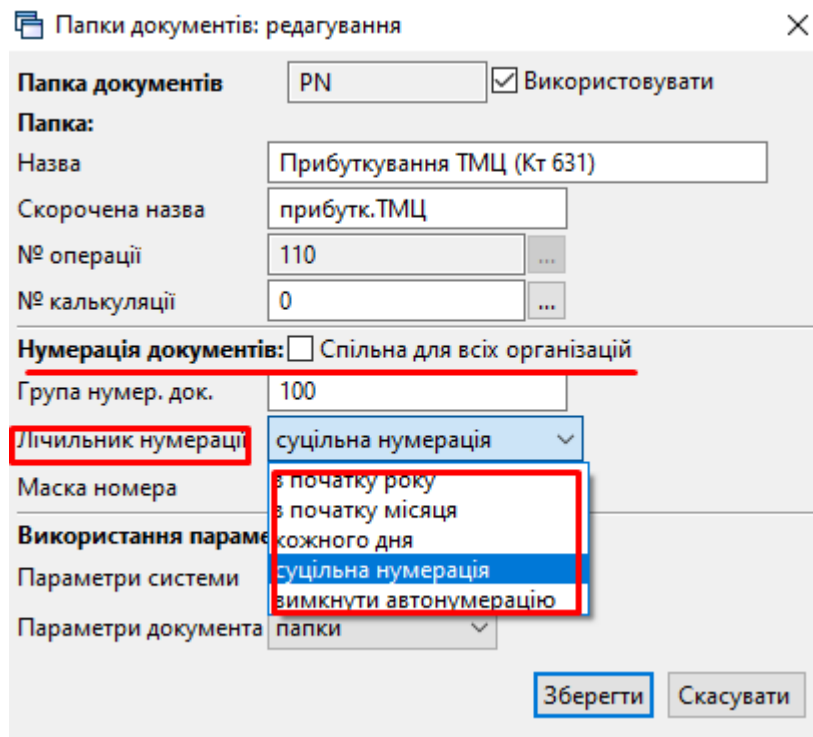 Папки документів: редагування
Папка документів PN Використовувати
Папка:
Назва Прибуткування ТМЦ (Кт 631)
Скорочена назва прибутк.ТМЦ
№ операції 110 ...
№ калькуляції 0 ...
Нумерація документів: Спільна для всіх організацій
Група нумер. док. 100
Лічильник нумерації суцільна нумерація
з початку року
Маска номера
з початку місяця
кожного дня
Використання параме
суцільна нумерація
Параметри системи
вимкнути автонумерацію
Параметри документа папки
Зберегти Скасувати